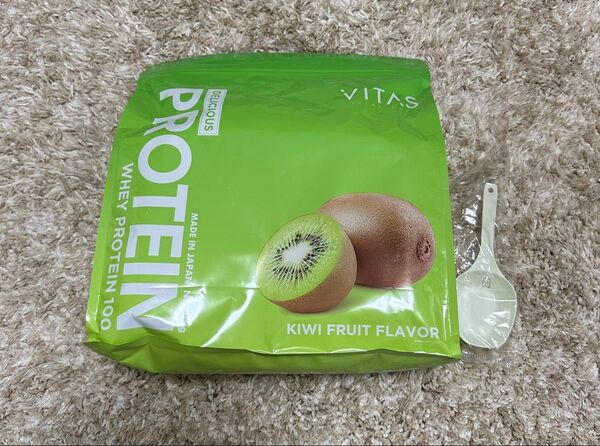 VITAS
DELICIOUS
PROTEIN
WHEY PROTEIN 100
MADE IN JAPAN
KIWI FRUIT FLAVOR